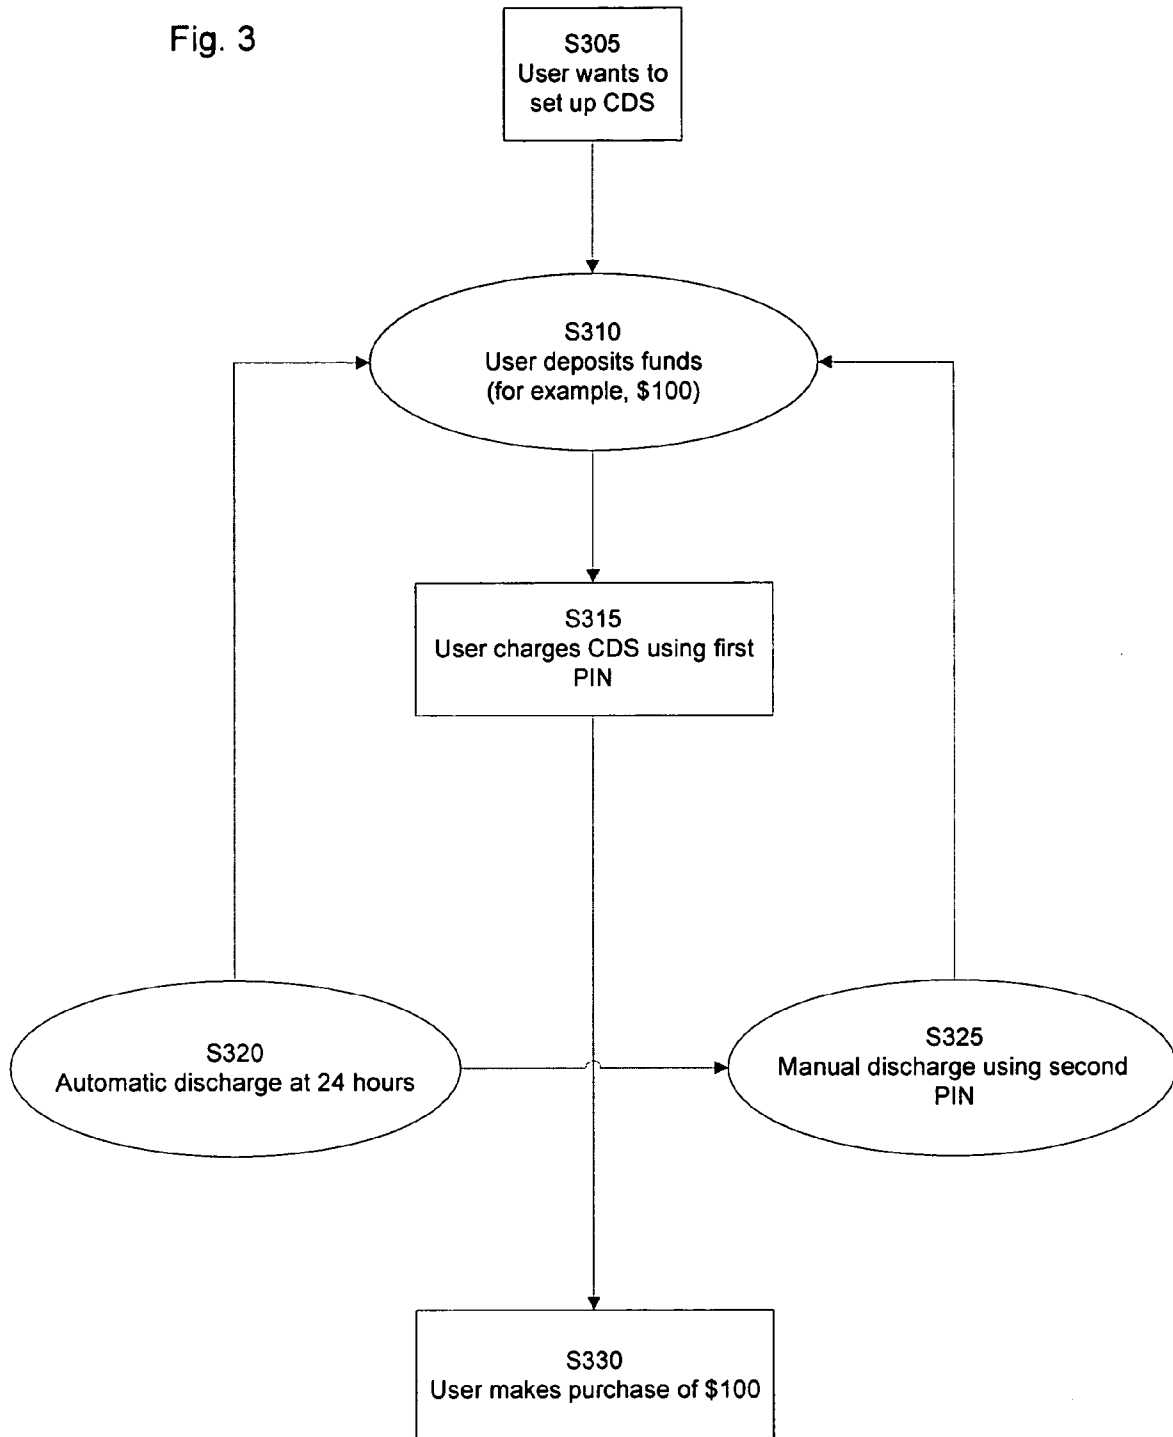 Fig. 3
S305
User wants to
set up CDS
S310
User deposits funds
(for example, $100)
S315
User charges CDS using first
PIN
S320
Automatic discharge at 24 hours
S325
Manual discharge using second
PIN
S330
User makes purchase of $100